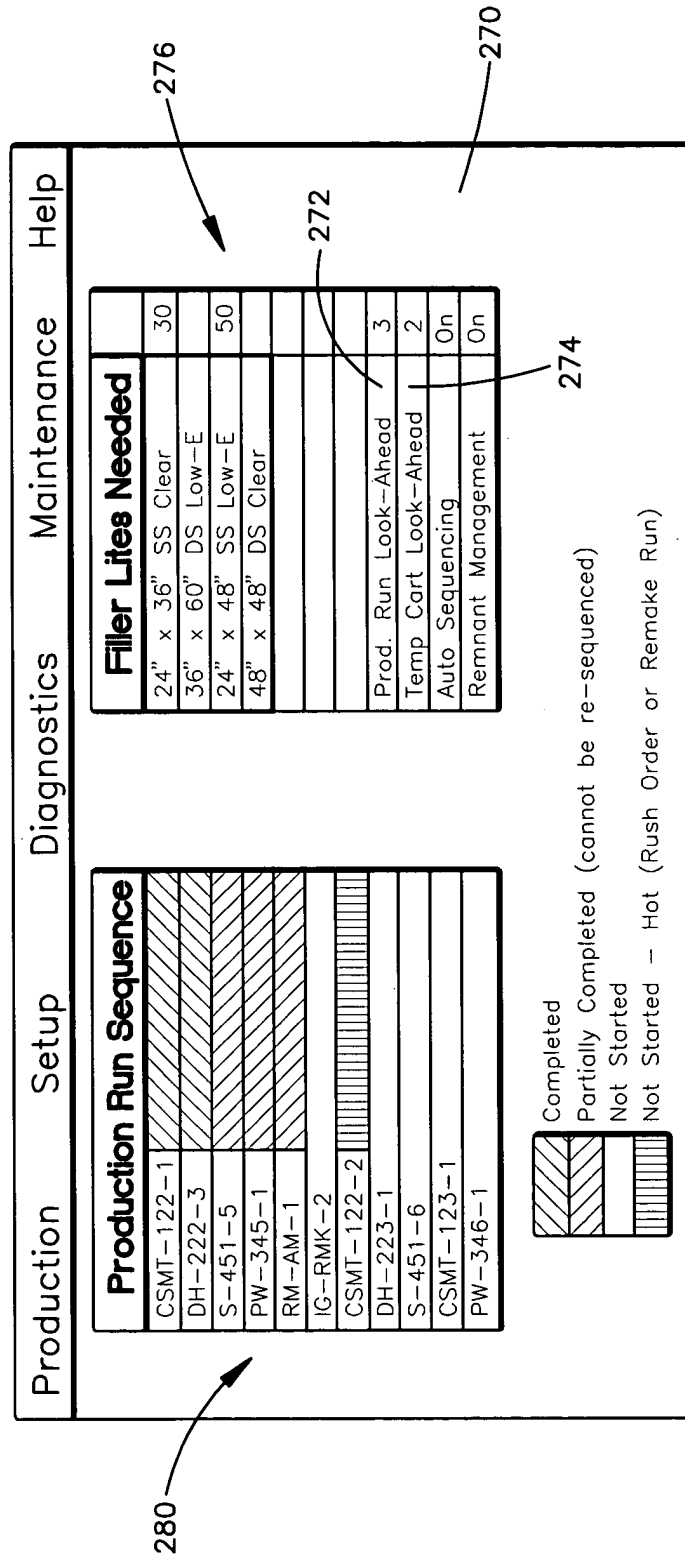 Production Setup Diagnostics Maintenance Help
Production Run Sequence
CSMT-122-1
DH-222-3
S-451-5
PW-345-1
RM-AM-1
IG-RMK-2
CSMT-122-2
DH-223-1
S-451-6
CSMT-123-1
PW-346-1
Filler Lites Needed
24" x 36" SS Clear 30
36" x 60" DS Low-E
24" x 48" SS Low-E 50
48" x 48" DS Clear
Prod. Run Look-Ahead 3
Temp Cart Look-Ahead 2
Auto Sequencing On
Remnant Management On
Completed
Partially Completed (cannot be re-sequenced)
Not Started
Not Started - Hot (Rush Order or Remake Run)
280
276
272
274
270